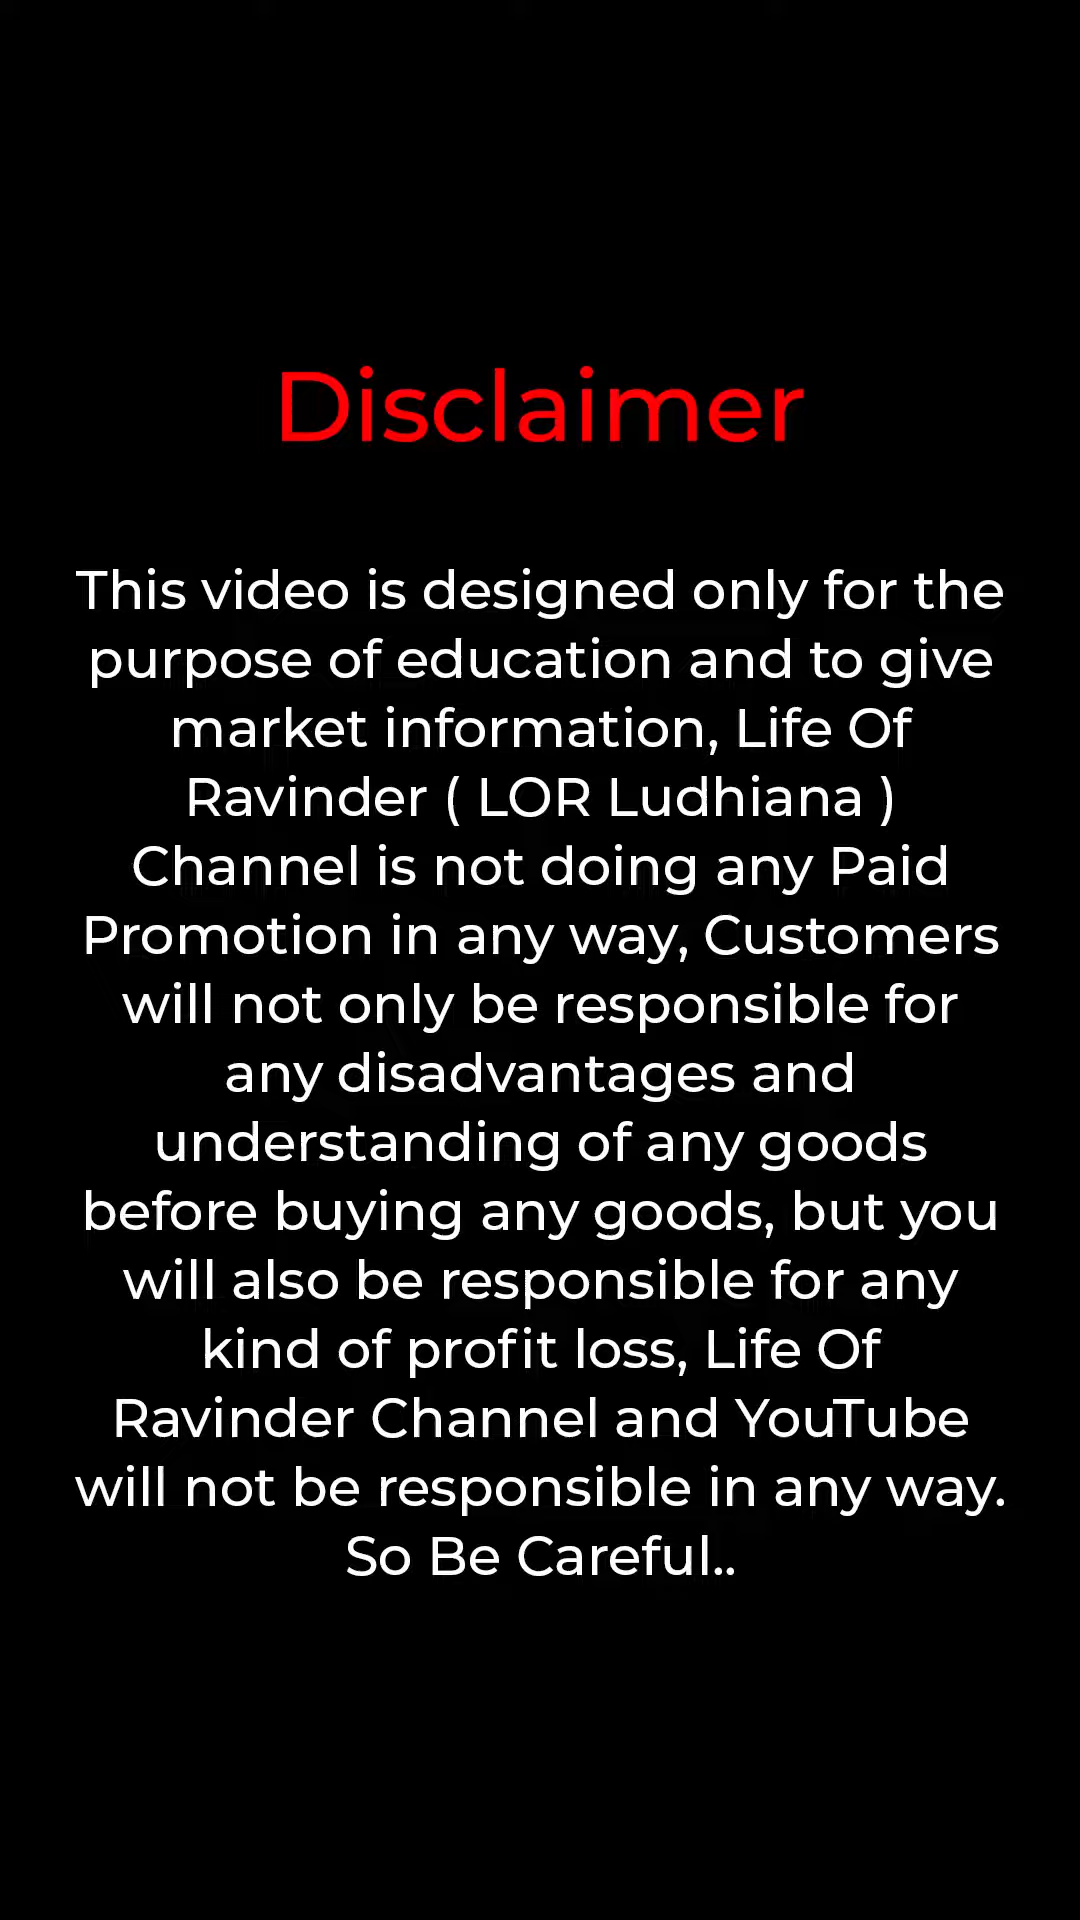 Disclaimer
This video is designed only for the
purpose of education and to give
market information, Life Of
Ravinder ( LOR Ludhiana )
Channel is not doing any Paid
Promotion in any way, Customers
will not only be responsible for
any disadvantages and
understanding of any goods
before buying any goods, but you
will also be responsible for any
kind of profit loss, Life Of
Ravinder Channel and YouTube
will not be responsible in any way.
So Be Careful..